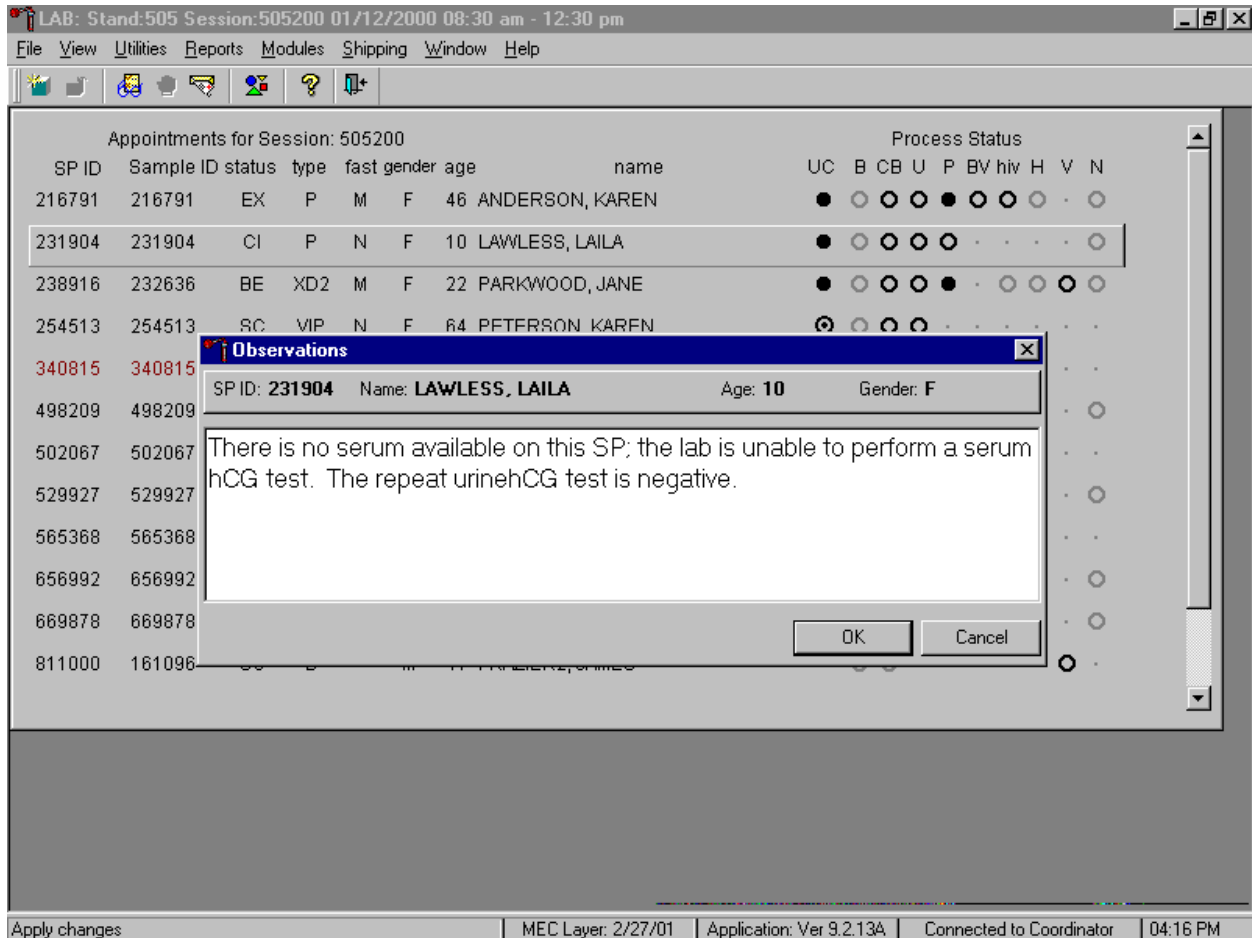 LAB: Stand:505 Session:505200 01/12/2000 08:30 am - 12:30 pm
File View Utilities Reports Modules Shipping Window Help
Appointments for Session: 505200 Process Status
SP ID Sample ID status type fast gender age name UC B CB U P BV hiv H V N
216791 216791 EX P M F 46 ANDERSON, KAREN
231904 231904 CI P N F 10 LAWLESS, LAILA
238916 232636 BE XD2 M F 22 PARKWOOD, JANE
254513 254513 SC VIP N F 64 PETERSON, KAREN
340815 340815
498209 498209
502067 502067
529927 529927
565368 565368
656992 656992
669878 669878
811000 161096
Observations
SP ID: 231904 Name: LAWLESS, LAILA Age: 10 Gender: F
There is no serum available on this SP; the lab is unable to perform a serum
hCG test. The repeat urinehCG test is negative.
OK Cancel
Apply changes MEC Layer: 2/27/01 Application: Ver 9.2.13A Connected to Coordinator 04:16 PM